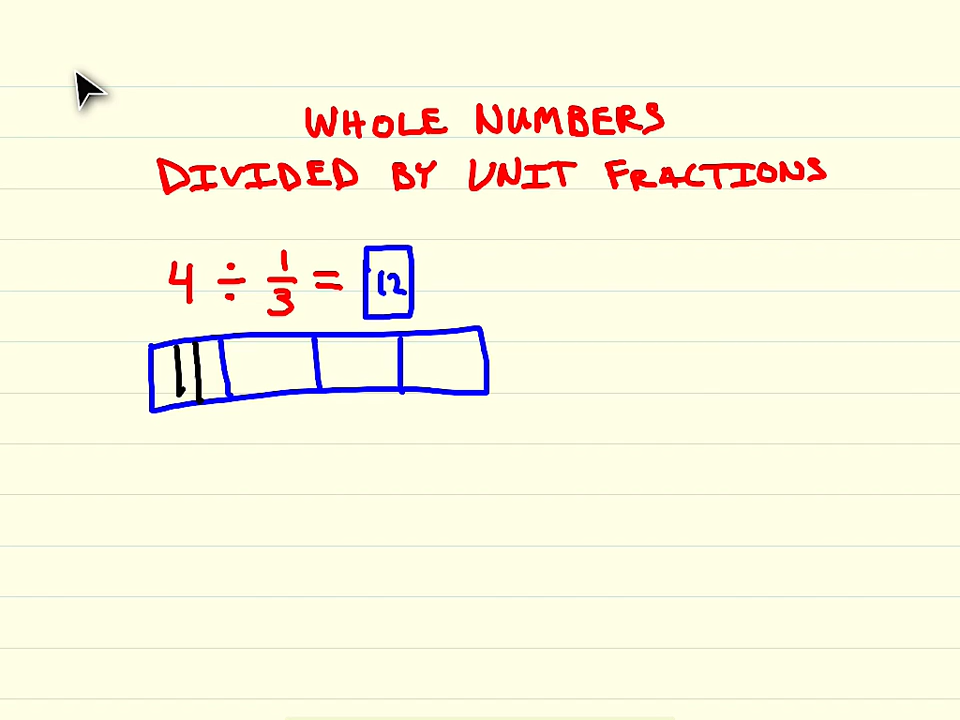 WHOLE NUMBERS
DIVIDED BY UNIT FRACTIONS
4 ÷ 1/3 = 12